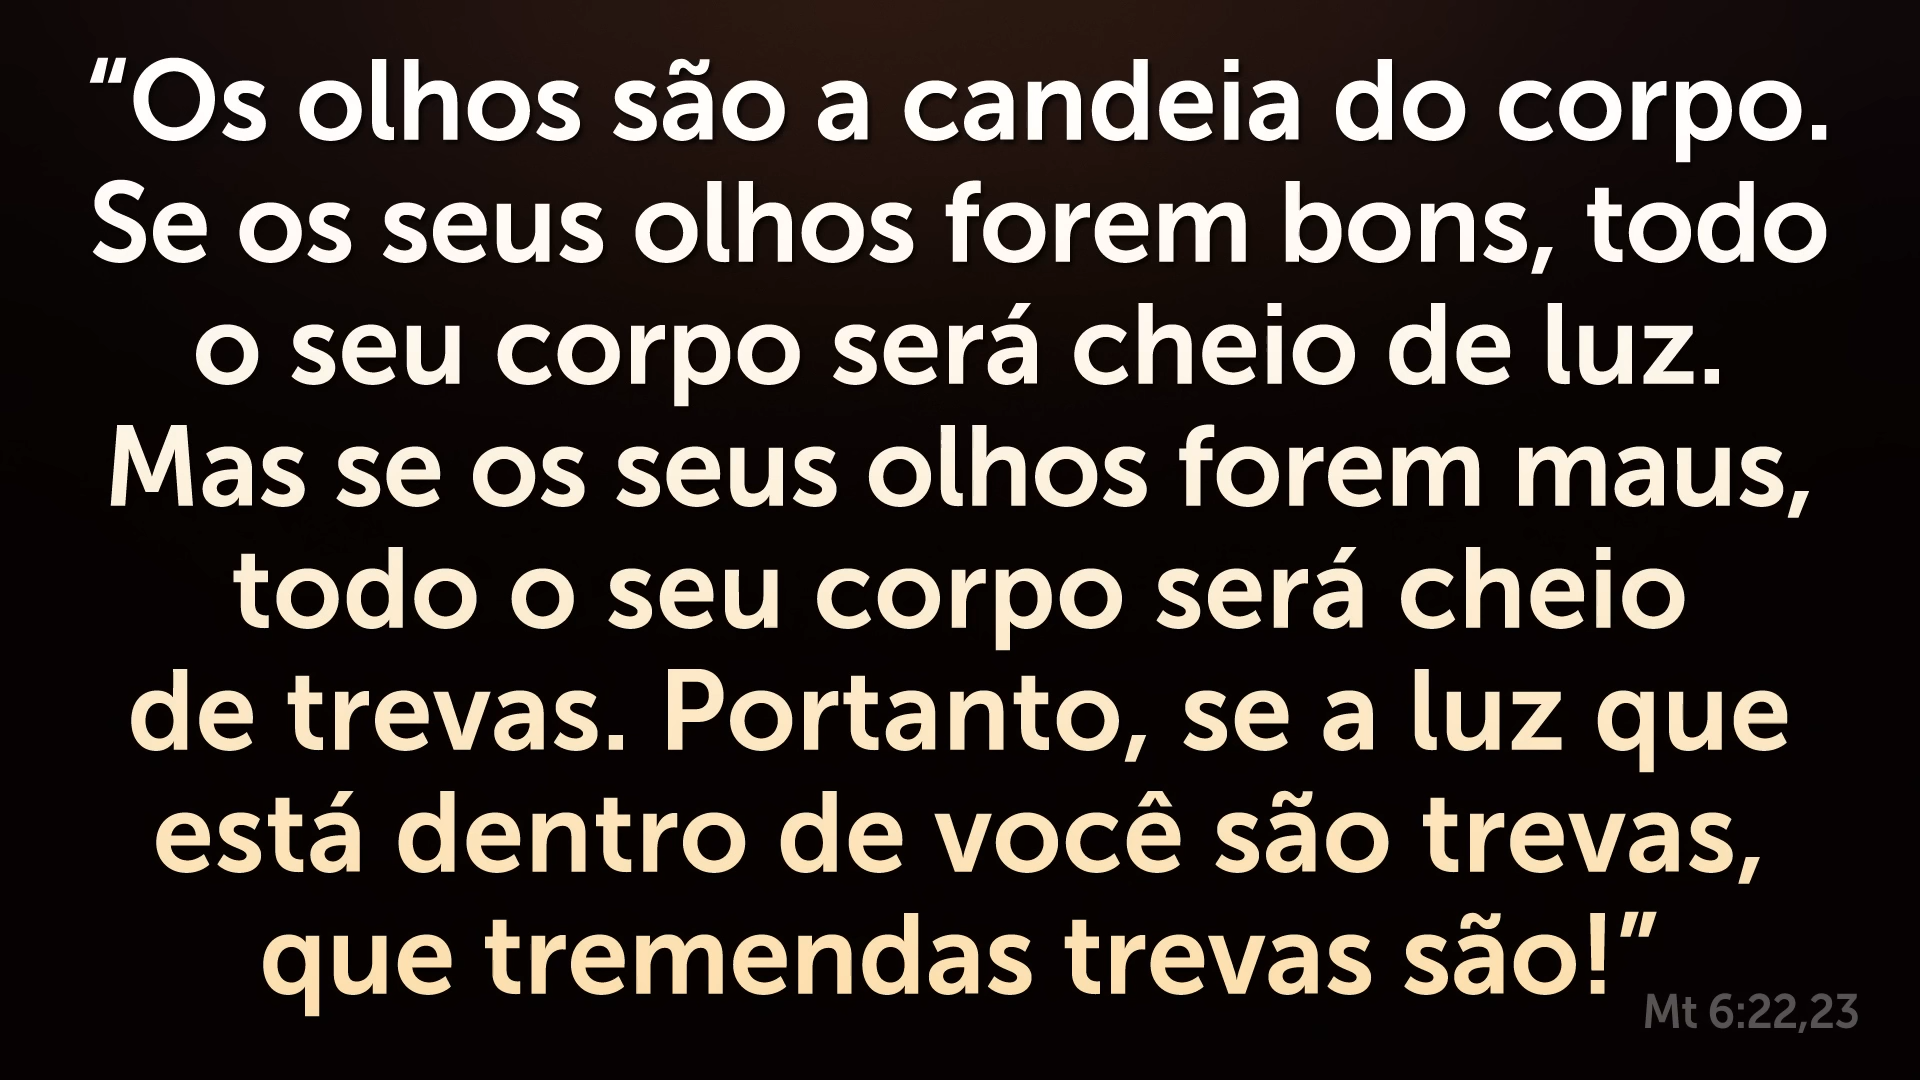 “Os olhos são a candeia do corpo.
Se os seus olhos forem bons, todo
o seu corpo será cheio de luz.
Mas se os seus olhos forem maus,
todo o seu corpo será cheio
de trevas. Portanto, se a luz que
está dentro de você são trevas,
que tremendas trevas são!”
Mt 6:22,23